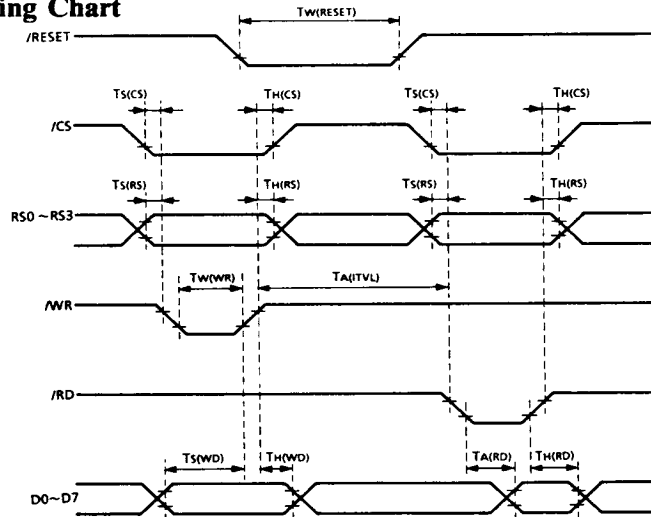 ing Chart
TW(RESET)
/RESET
TS(CS) TH(CS) TS(CS) TH(CS)
/CS
TS(RS) TH(RS) TS(RS) TH(RS)
RS0 ~ RS3
TW(WR) TA(ITVL)
/WR
/RD
TS(WD) TH(WD) TA(RD) TH(RD)
D0~D7